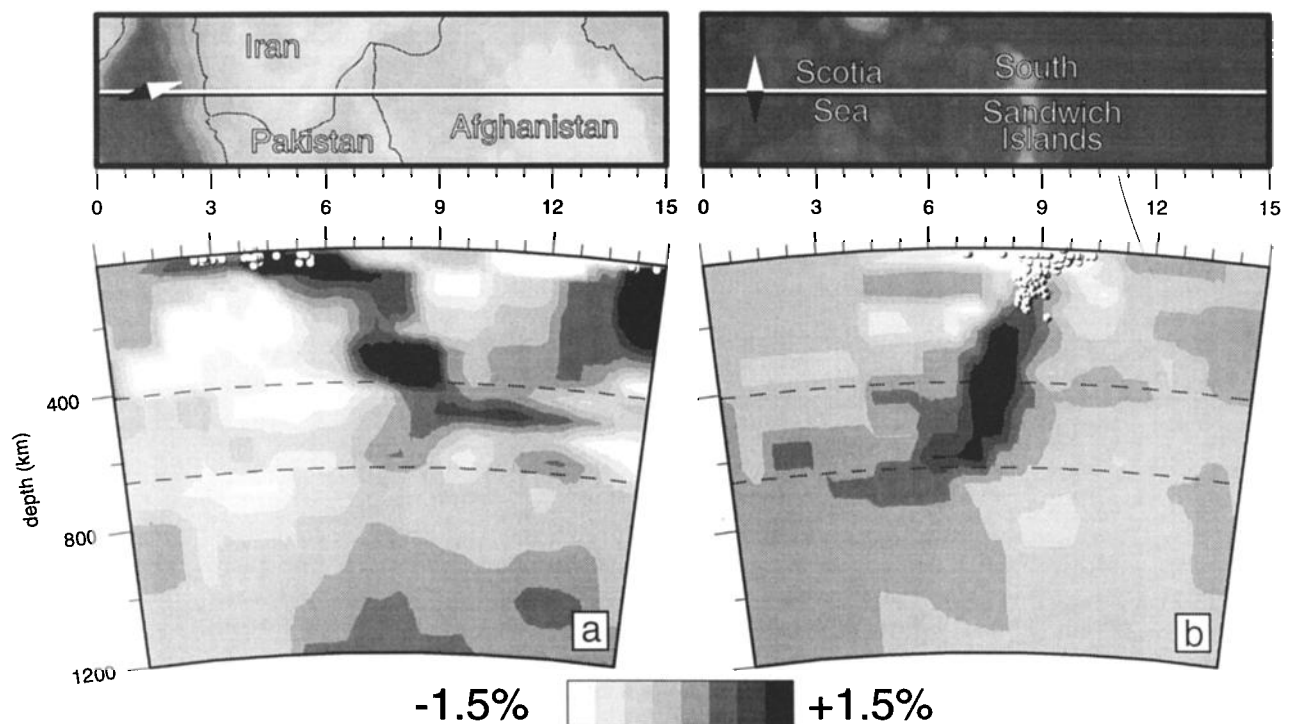 Iran
Pakistan
Afghanistan
Scotia
Sea
South
Sandwich
Islands
0 3 6 9 12 15
0 3 6 9 12 15
400
800
1200
depth (km)
a
b
-1.5% +1.5%